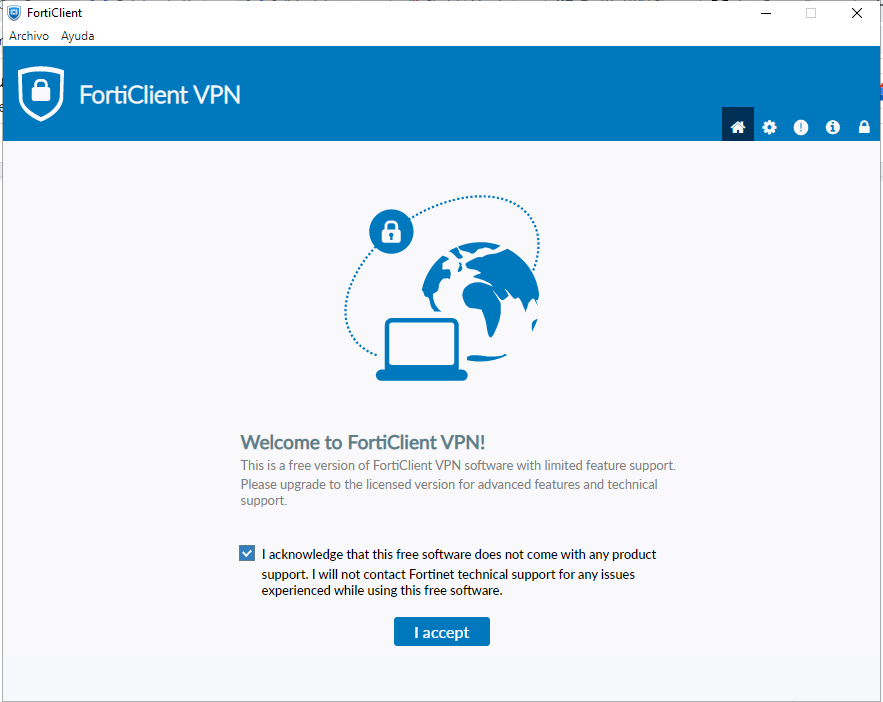 FortiClient
Archivo Ayuda
FortiClient VPN
Welcome to FortiClient VPN!
This is a free version of FortiClient VPN software with limited feature support.
Please upgrade to the licensed version for advanced features and technical
support.
I acknowledge that this free software does not come with any product
support. I will not contact Fortinet technical support for any issues
experienced while using this free software.
I accept